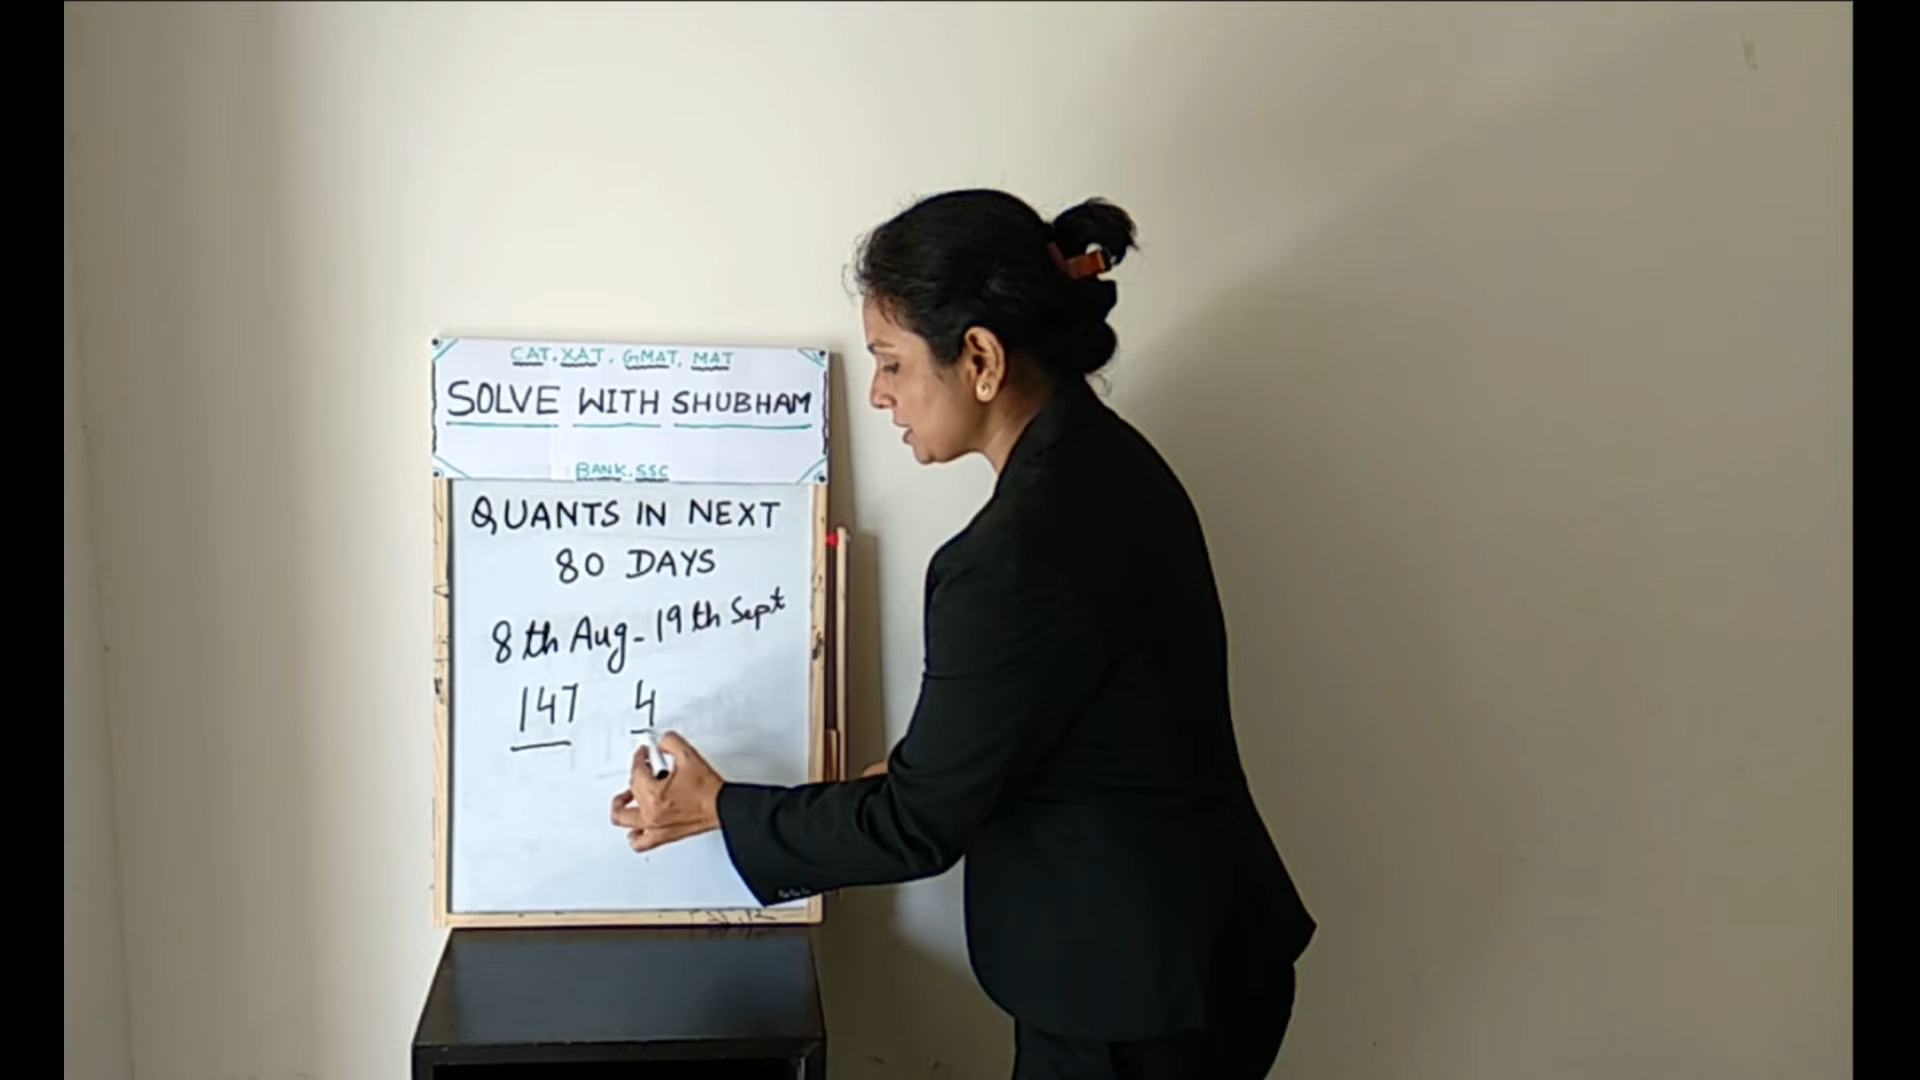 CAT, XAT, GMAT, MAT
SOLVE WITH SHUBHAM
BANK, SSC
QUANTS IN NEXT
80 DAYS
8th Aug - 19th Sept
147 4